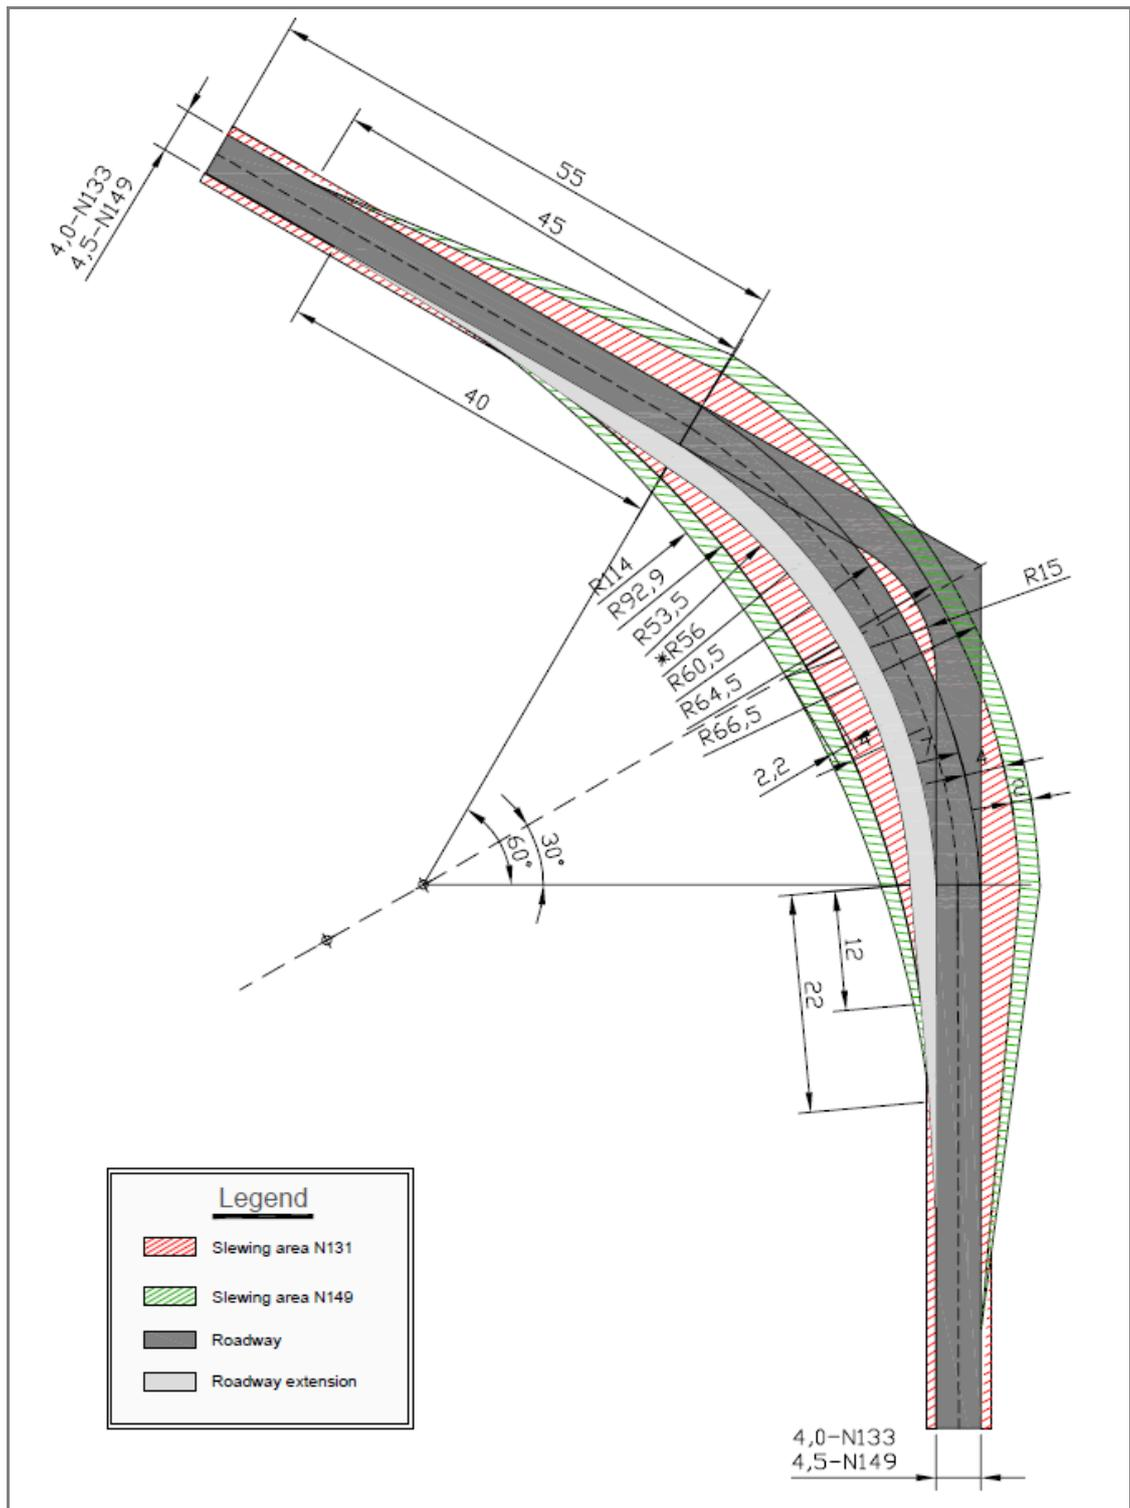 55
45
4,0-N133
4,5-N149
40
R15
R114
R92,9
R53,5
*R56
R60,5
R64,5
R66,5
2,2
4
4
2
60°
30°
12
22
Legend
Slewing area N131
Slewing area N149
Roadway
Roadway extension
4,0-N133
4,5-N149